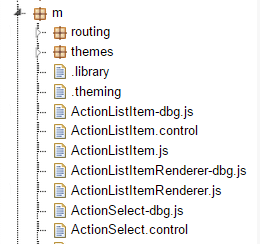 m
routing
themes
.library
.theming
ActionListItem-dbg.js
ActionListItem.control
ActionListItem.js
ActionListItemRenderer-dbg.js
ActionListItemRenderer.js
ActionSelect-dbg.js
ActionSelect.control